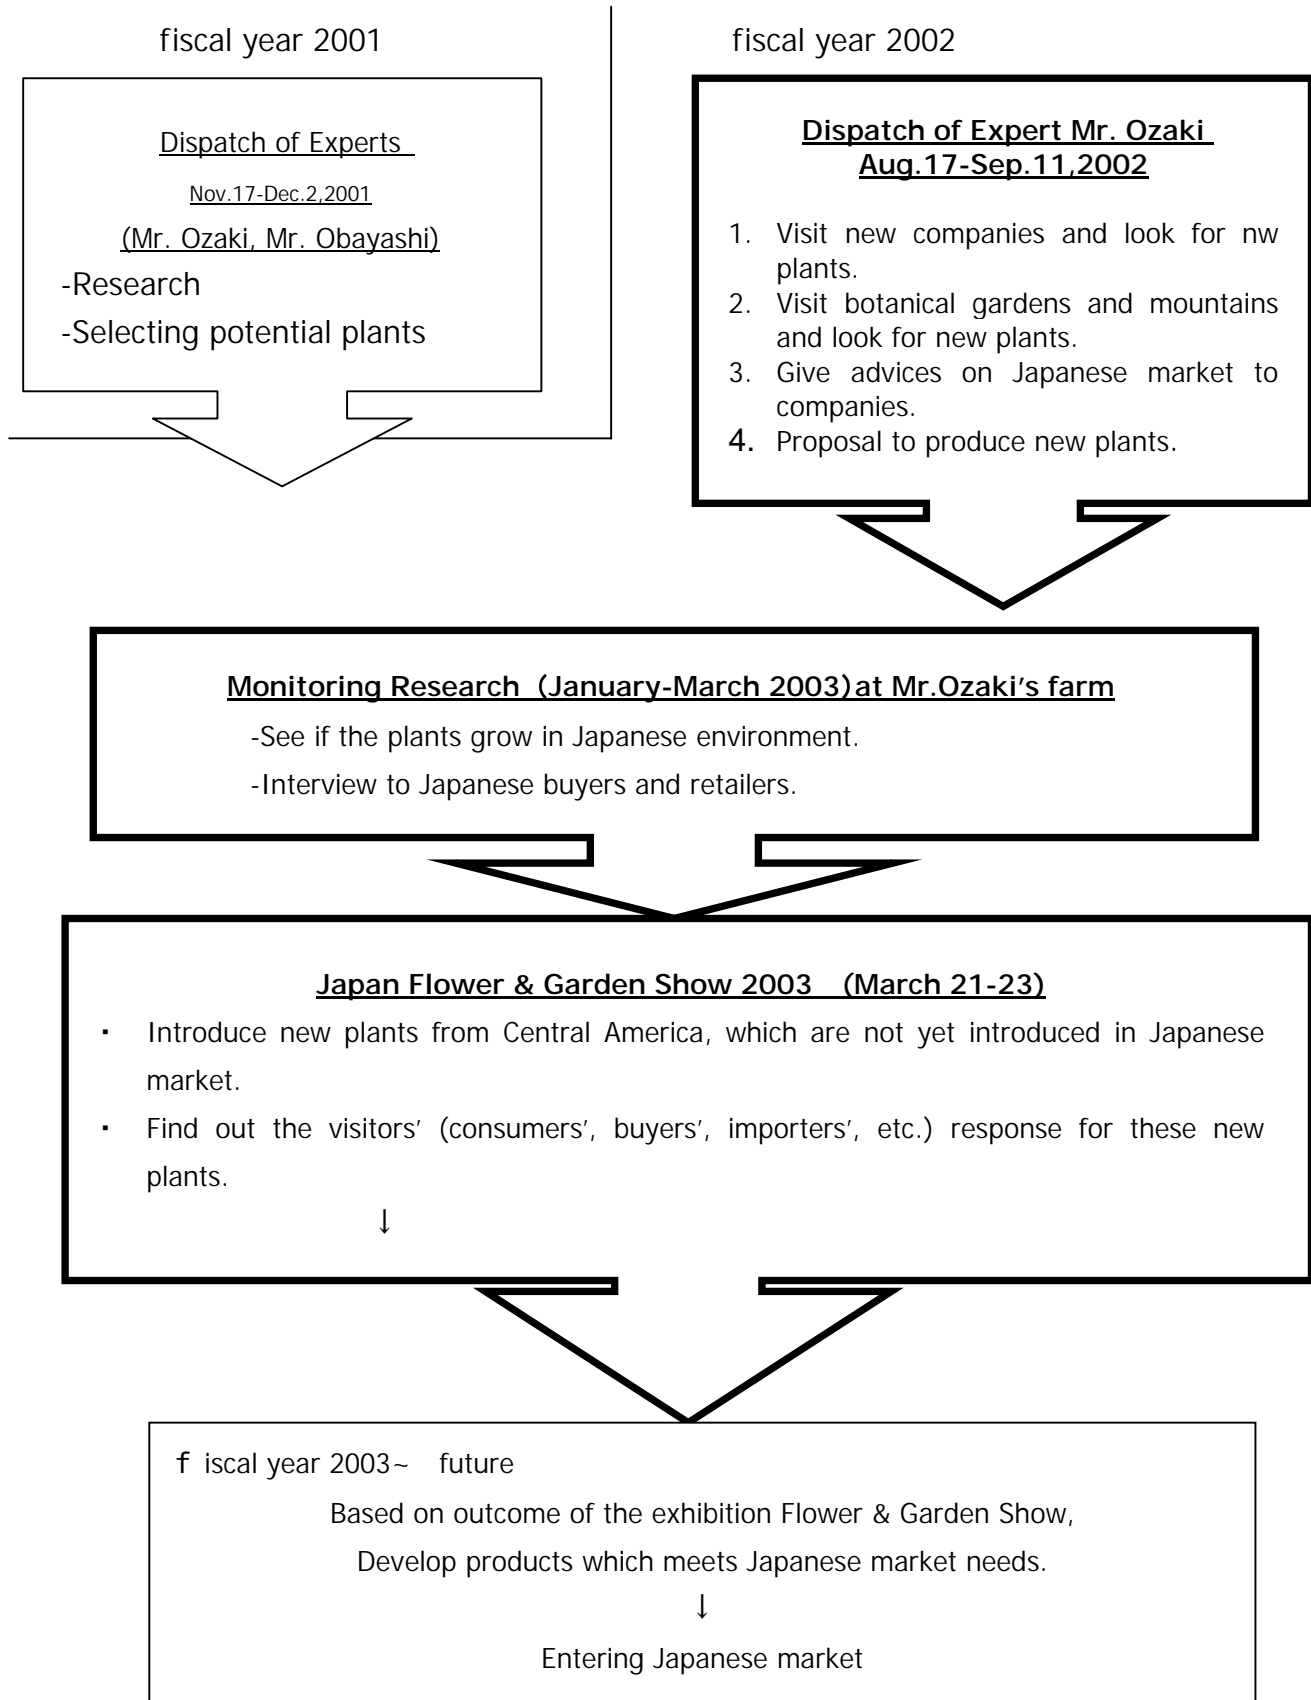 fiscal year 2001
Dispatch of Experts
Nov.17-Dec.2,2001
(Mr. Ozaki, Mr. Obayashi)
-Research
-Selecting potential plants
fiscal year 2002
Dispatch of Expert Mr. Ozaki
Aug.17-Sep.11,2002
1. Visit new companies and look for nw
plants.
2. Visit botanical gardens and mountains
and look for new plants.
3. Give advices on Japanese market to
companies.
4. Proposal to produce new plants.
Monitoring Research (January-March 2003)at Mr.Ozaki's farm
-See if the plants grow in Japanese environment.
-Interview to Japanese buyers and retailers.
Japan Flower & Garden Show 2003 (March 21-23)
▪ Introduce new plants from Central America, which are not yet introduced in Japanese
market.
▪ Find out the visitors' (consumers', buyers', importers', etc.) response for these new
plants.
↓
f iscal year 2003~ future
Based on outcome of the exhibition Flower & Garden Show,
Develop products which meets Japanese market needs.
↓
Entering Japanese market